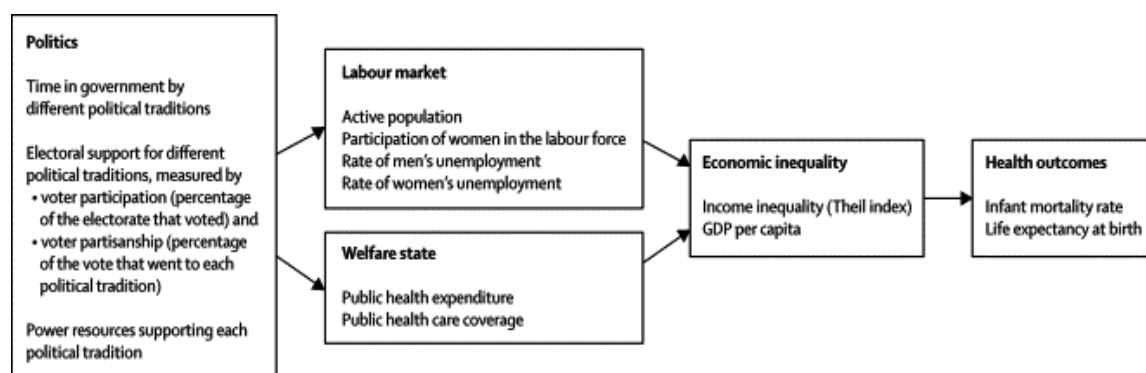 Politics
Time in government by
different political traditions
Electoral support for different
political traditions, measured by
• voter participation (percentage
of the electorate that voted) and
• voter partisanship (percentage
of the vote that went to each
political tradition)
Power resources supporting each
political tradition
Labour market
Active population
Participation of women in the labour force
Rate of men's unemployment
Rate of women's unemployment
Welfare state
Public health expenditure
Public health care coverage
Economic inequality
Income inequality (Theil index)
GDP per capita
Health outcomes
Infant mortality rate
Life expectancy at birth